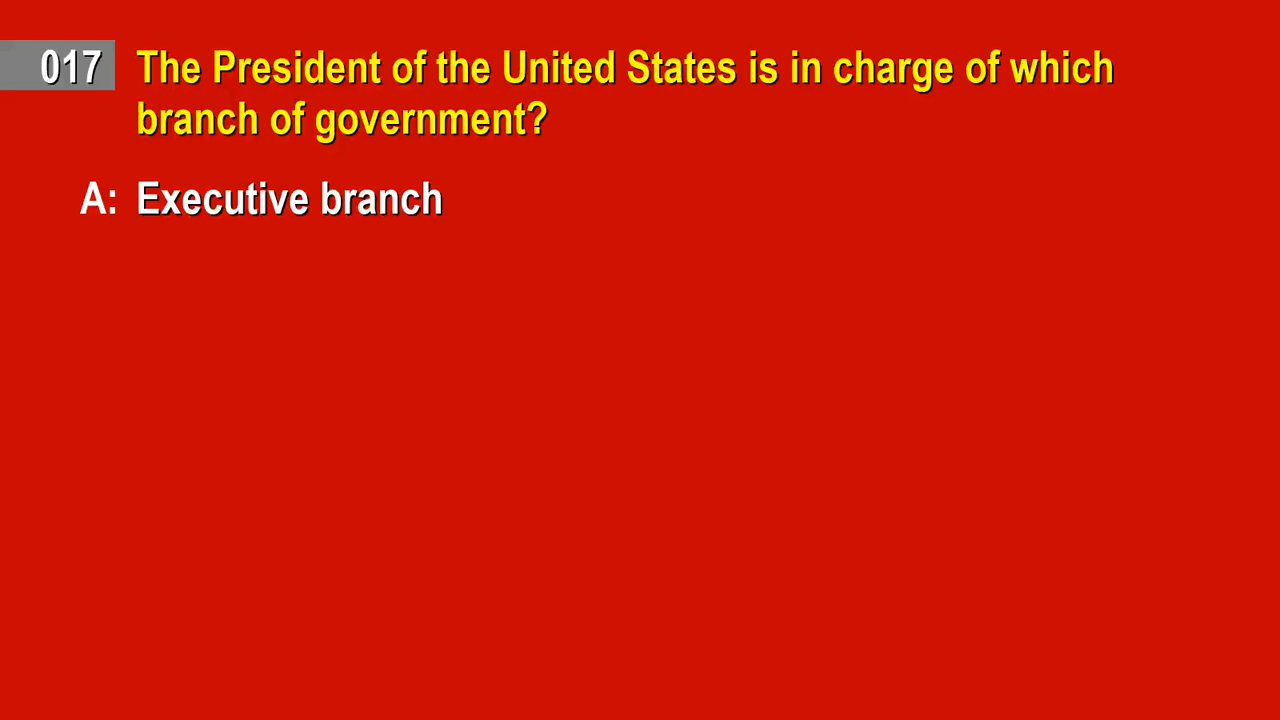 017 The President of the United States is in charge of which
branch of government?
A: Executive branch